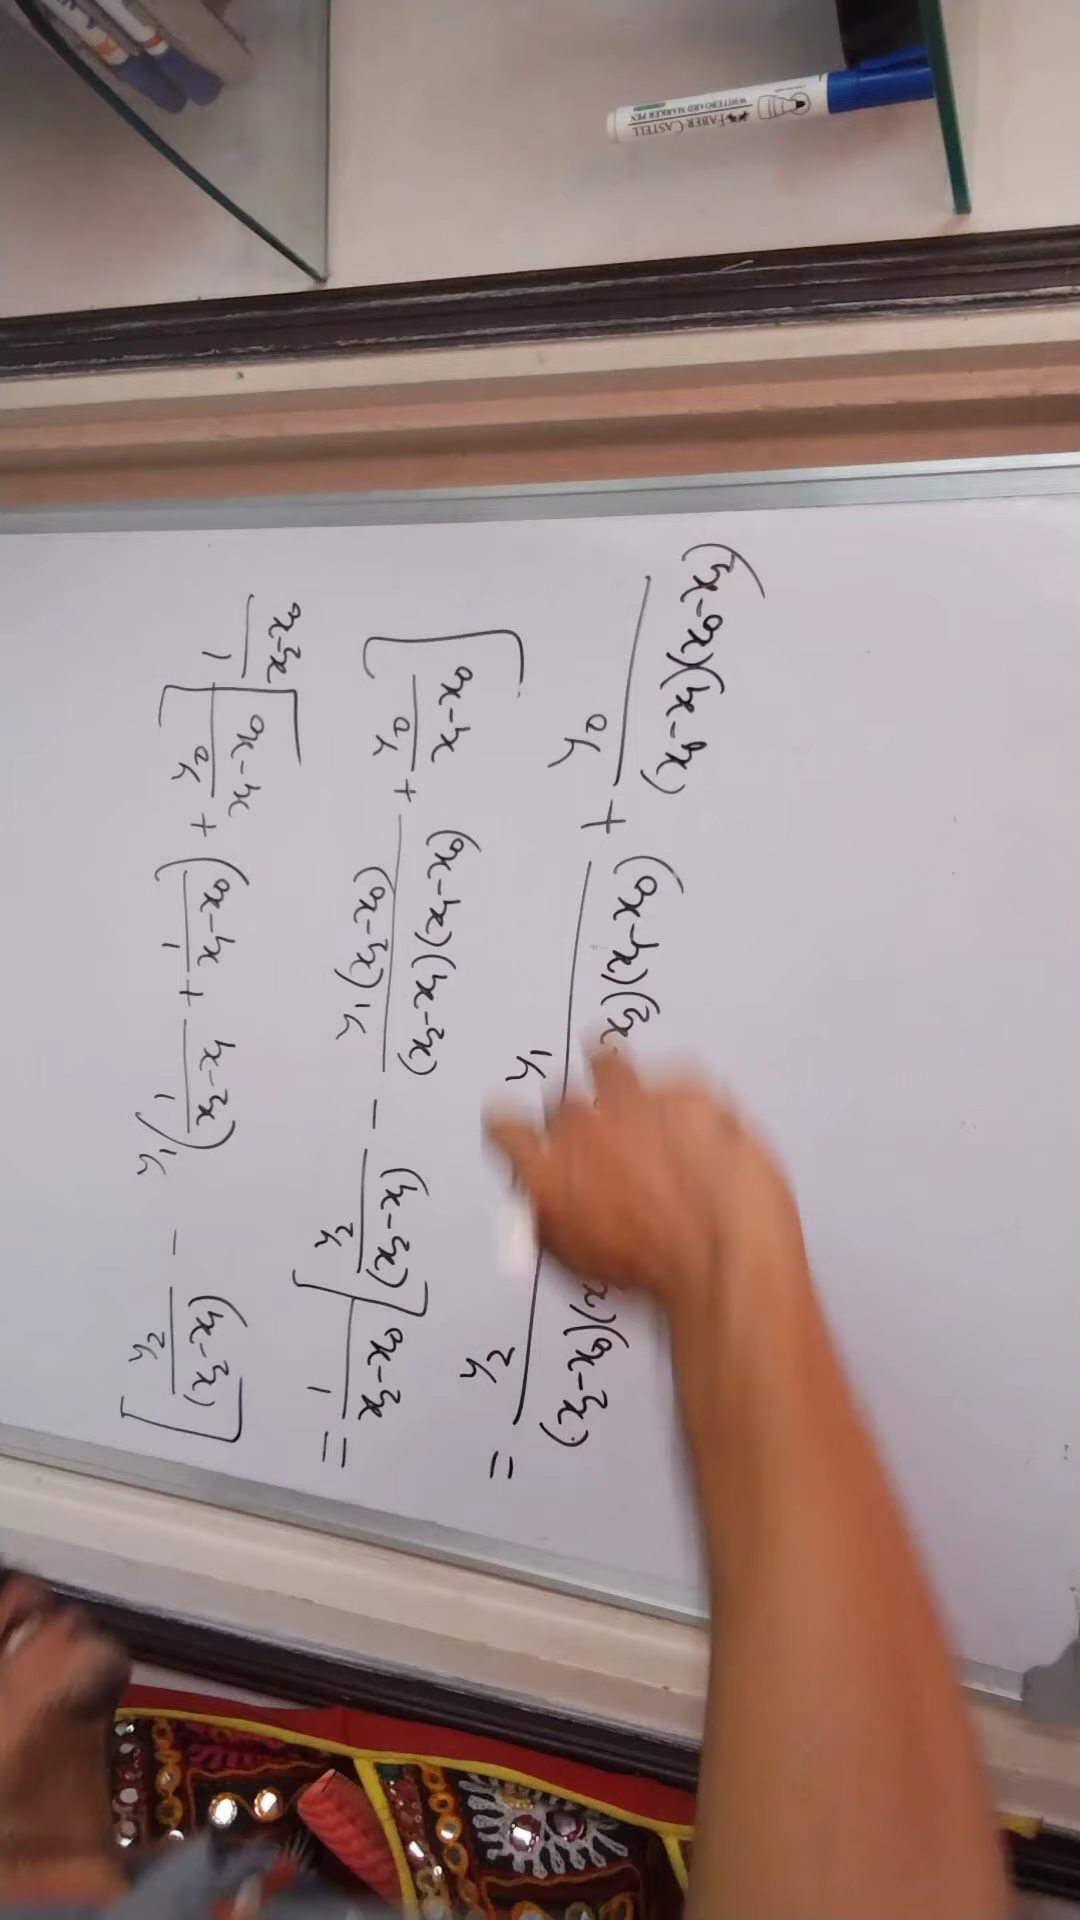 [ y₂/(x₂-x₁) - y₁( 1/(x₂-x₁) + 1/(x₁-x₀) ) + y₀/(x₁-x₀) ] 1/(x₂-x₀)
= 1/(x₂-x₀) [ y₂/(x₂-x₁) - y₁(x₂-x₀)/((x₂-x₁)(x₁-x₀)) + y₀/(x₁-x₀) ]
= y₂/((x₂-x₀)(x y₁/( x₂)(x₁-x₀)) + y₀/((x₀-x₁)(x₀-x₂))
FABER CASTELL
WHITEBOARD MARKER PEN